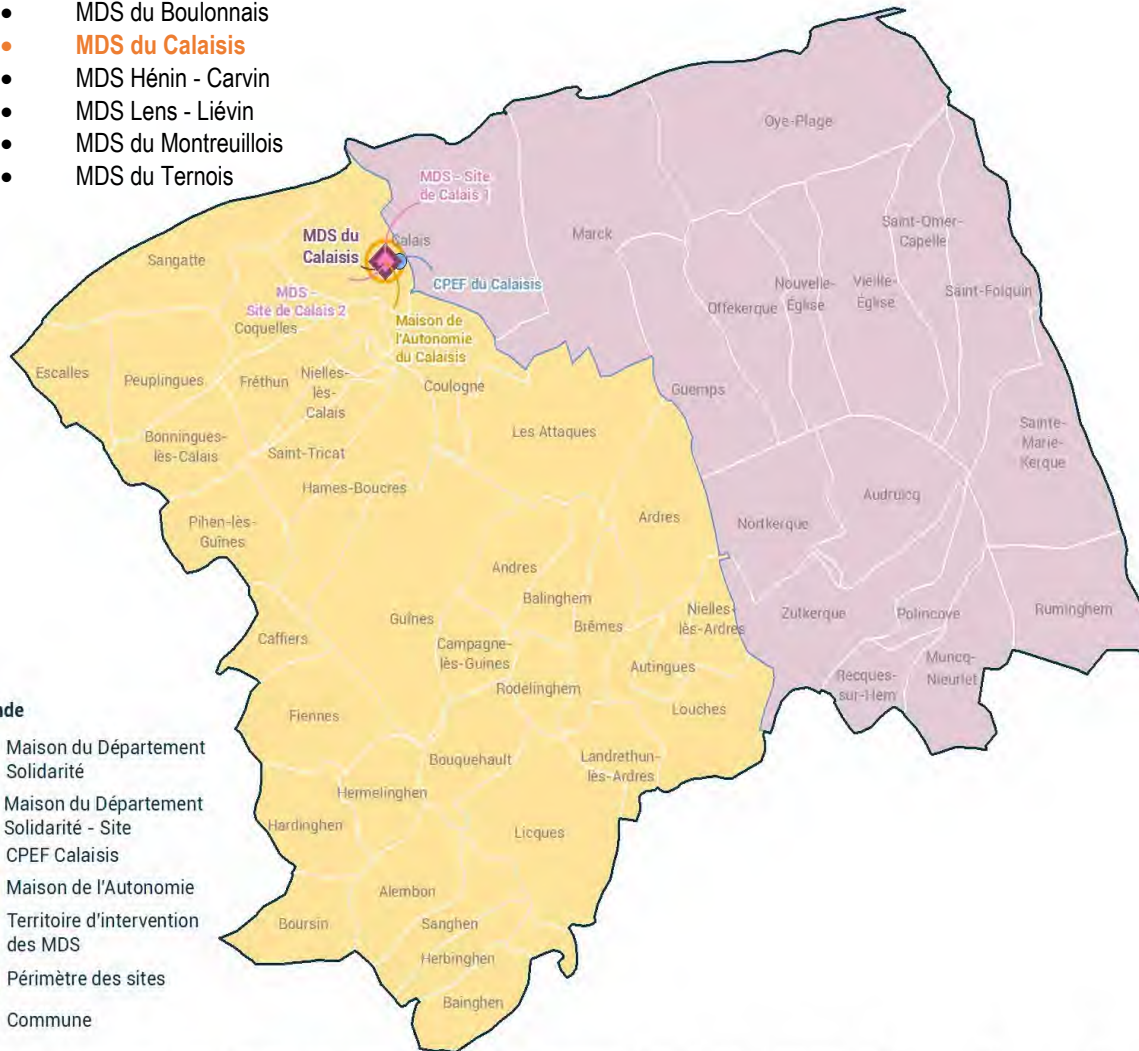 • MDS du Boulonnais
• MDS du Calaisis
• MDS Hénin - Carvin
• MDS Lens - Liévin
• MDS du Montreuillois
• MDS du Ternois
Oye-Plage
MDS - Site
de Calais 1
Calais
Marck
Saint-Omer-
Capelle
MDS du
Calaisis
Sangatte
CPEF du Calaisis
MDS -
Site de Calais 2
Nouvelle-
Église
Vieille-
Église
Saint-Folquin
Offekerque
Coquelles
Maison de
l'Autonomie
du Calaisis
Escalles
Peuplingues
Fréthun
Nielles-
lès-
Calais
Coulogne
Guemps
Bonningues-
lès-Calais
Saint-Tricat
Les Attaques
Sainte-
Marie-
Kerque
Hames-Boucres
Audruicq
Pihen-lès-
Guînes
Ardres
Nortkerque
Andres
Balinghem
Guînes
Brêmes
Nielles-
lès-Ardres
Zutkerque
Polincove
Ruminghem
Caffiers
Campagne-
lès-Guines
Autingues
Muncq-
Nieurlet
Recques-
sur-Hem
Rodelinghem
Louches
Fiennes
Bouquehault
Landrethun-
lès-Ardres
Hermelinghen
Hardinghen
Licques
Alembon
Boursin
Sanghen
Herbinghen
Bainghen
Maison du Département
Solidarité
Maison du Département
Solidarité - Site
CPEF Calaisis
Maison de l'Autonomie
Territoire d'intervention
des MDS
Périmètre des sites
Commune